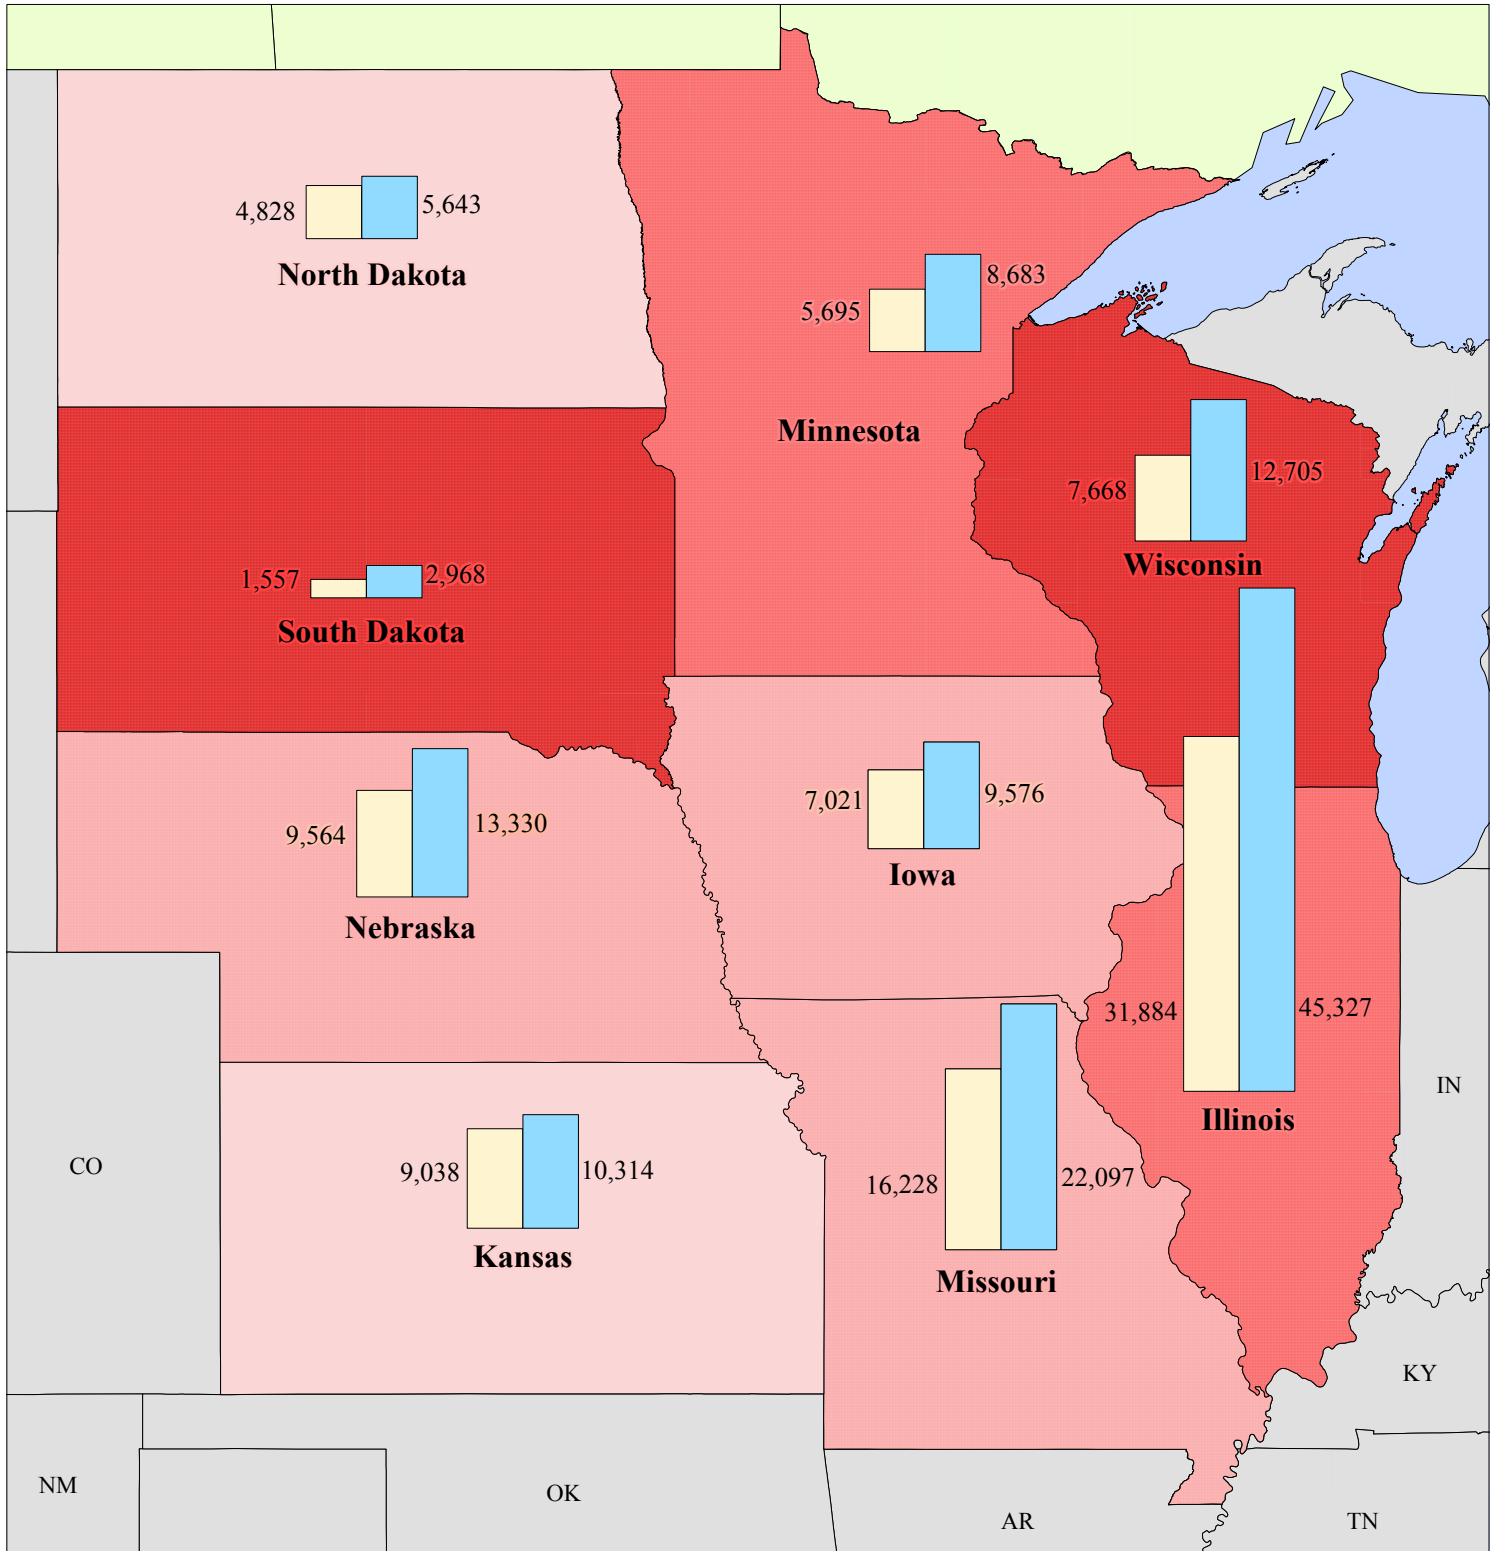 4,828
5,643
North Dakota
5,695
8,683
Minnesota
7,668
12,705
Wisconsin
1,557
2,968
South Dakota
9,564
13,330
Nebraska
7,021
9,576
Iowa
31,884
45,327
Illinois
9,038
10,314
Kansas
16,228
22,097
Missouri
IN
CO
KY
NM
OK
AR
TN